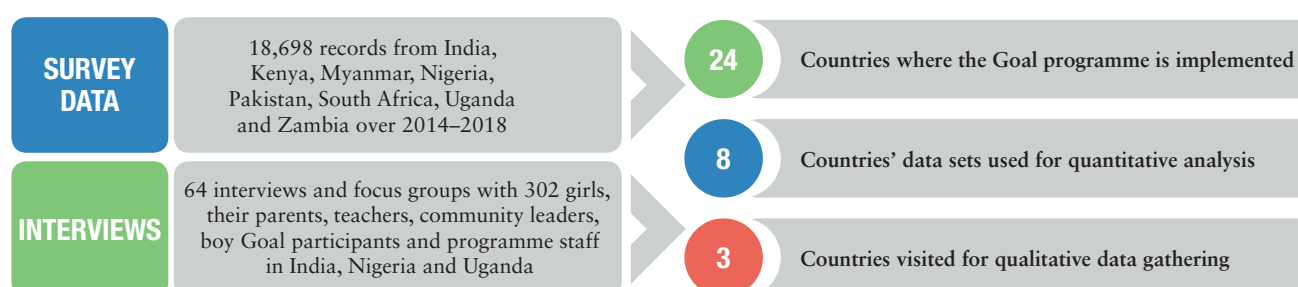 SURVEY
DATA
18,698 records from India,
Kenya, Myanmar, Nigeria,
Pakistan, South Africa, Uganda
and Zambia over 2014–2018
INTERVIEWS
64 interviews and focus groups with 302 girls,
their parents, teachers, community leaders,
boy Goal participants and programme staff
in India, Nigeria and Uganda
24
Countries where the Goal programme is implemented
8
Countries’ data sets used for quantitative analysis
3
Countries visited for qualitative data gathering